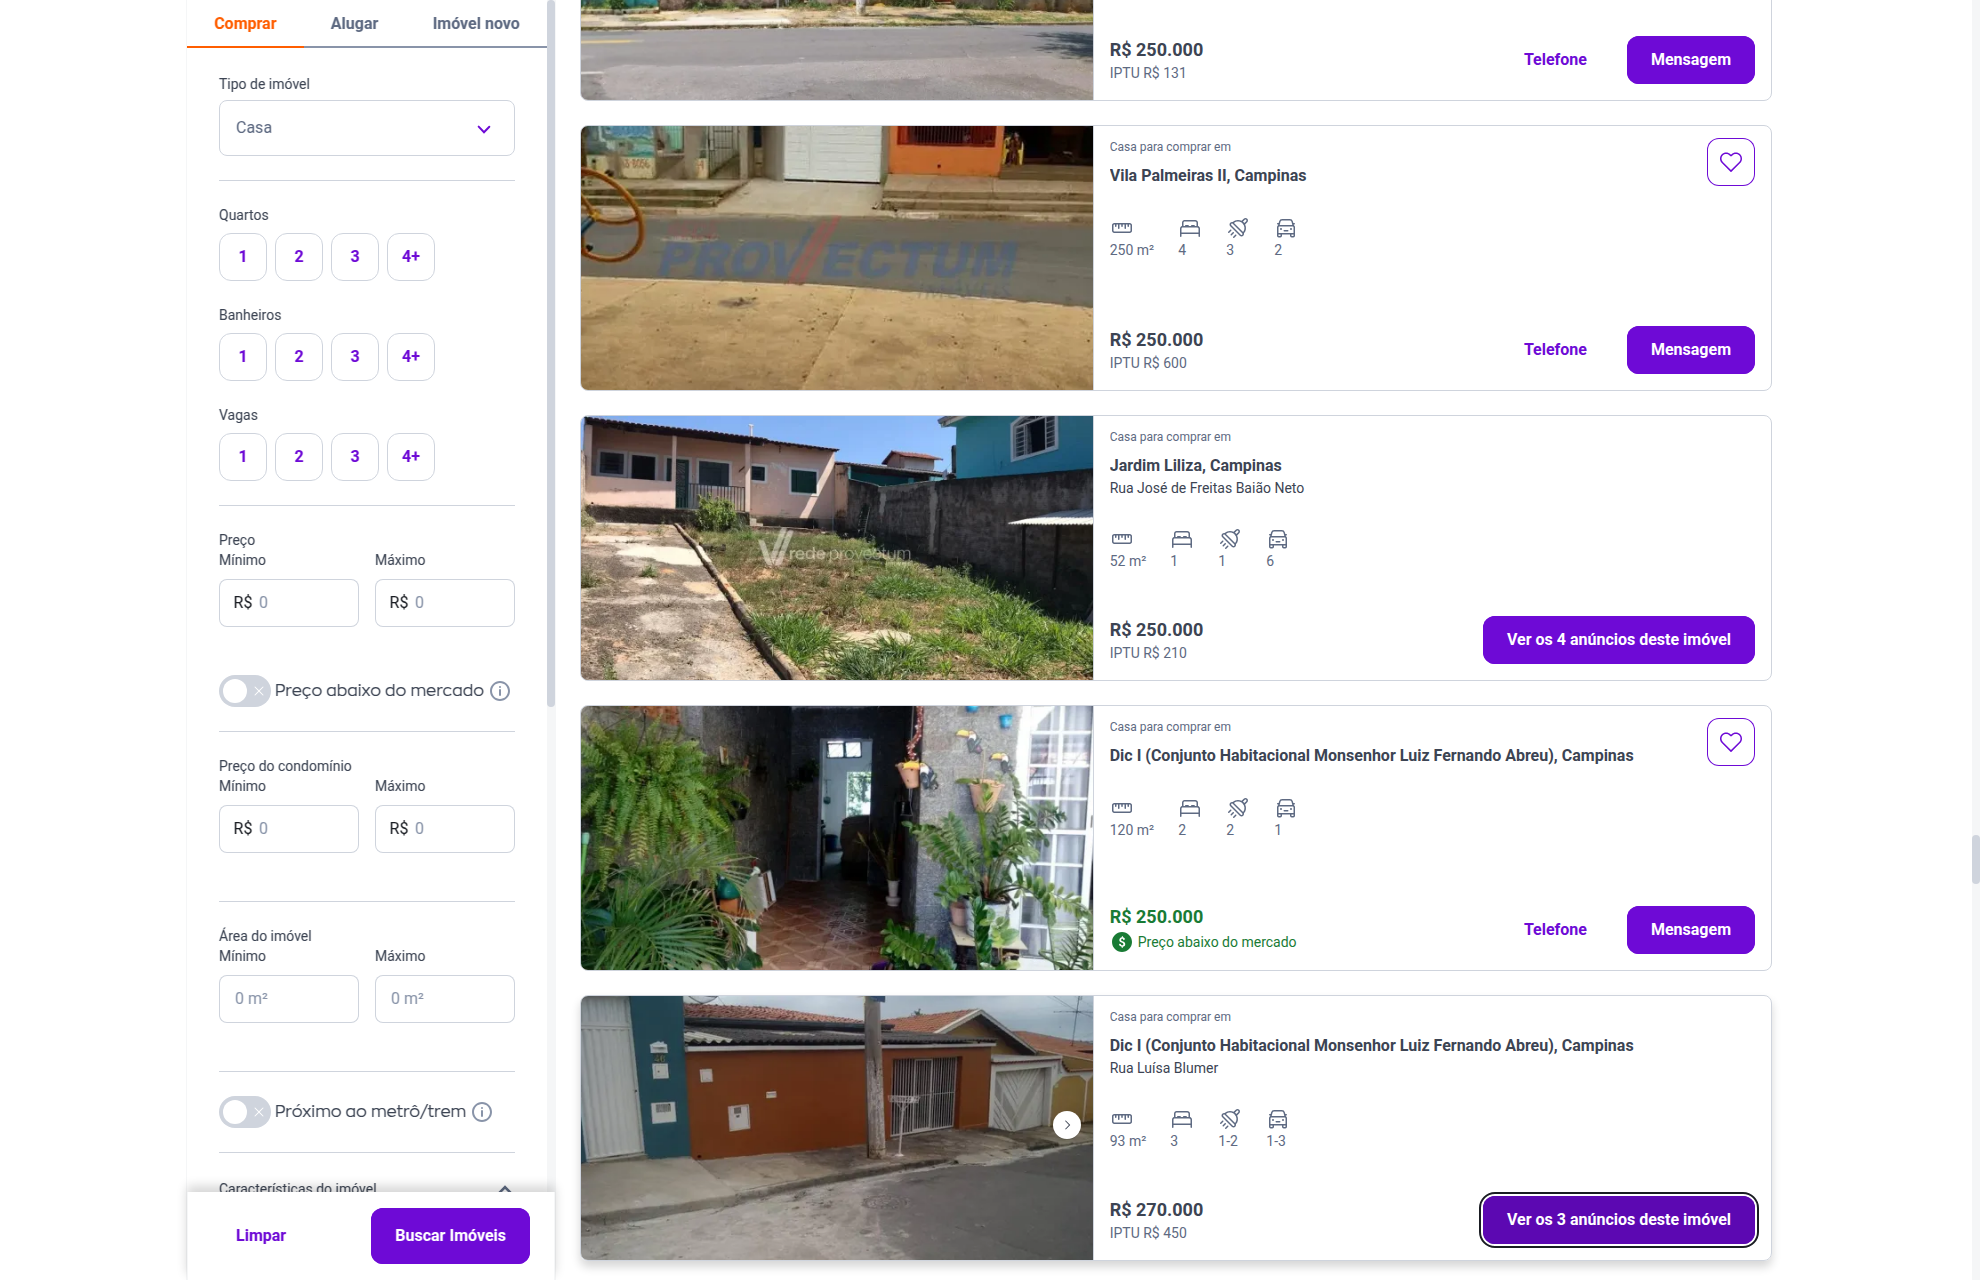 Comprar
Alugar
Imóvel novo
Tipo de imóvel
Casa
Quartos
1
2
3
4+
Banheiros
1
2
3
4+
Vagas
1
2
3
4+
Preço
Mínimo
Máximo
R$ 0
R$ 0
Preço abaixo do mercado
Preço do condomínio
Mínimo
Máximo
R$ 0
R$ 0
Área do imóvel
Mínimo
Máximo
0 m²
0 m²
Próximo ao metrô/trem
Características do imóvel
Limpar
Buscar Imóveis
R$ 250.000
IPTU R$ 131
Telefone
Mensagem
PROVECTUM
IMÓVEIS
Casa para comprar em
Vila Palmeiras II, Campinas
250 m²
4
3
2
R$ 250.000
IPTU R$ 600
Telefone
Mensagem
rede provectum
Casa para comprar em
Jardim Liliza, Campinas
Rua José de Freitas Baião Neto
52 m²
1
1
6
R$ 250.000
IPTU R$ 210
Ver os 4 anúncios deste imóvel
Casa para comprar em
Dic I (Conjunto Habitacional Monsenhor Luiz Fernando Abreu), Campinas
120 m²
2
2
1
R$ 250.000
$ Preço abaixo do mercado
Telefone
Mensagem
Casa para comprar em
Dic I (Conjunto Habitacional Monsenhor Luiz Fernando Abreu), Campinas
Rua Luísa Blumer
93 m²
3
1-2
1-3
R$ 270.000
IPTU R$ 450
Ver os 3 anúncios deste imóvel